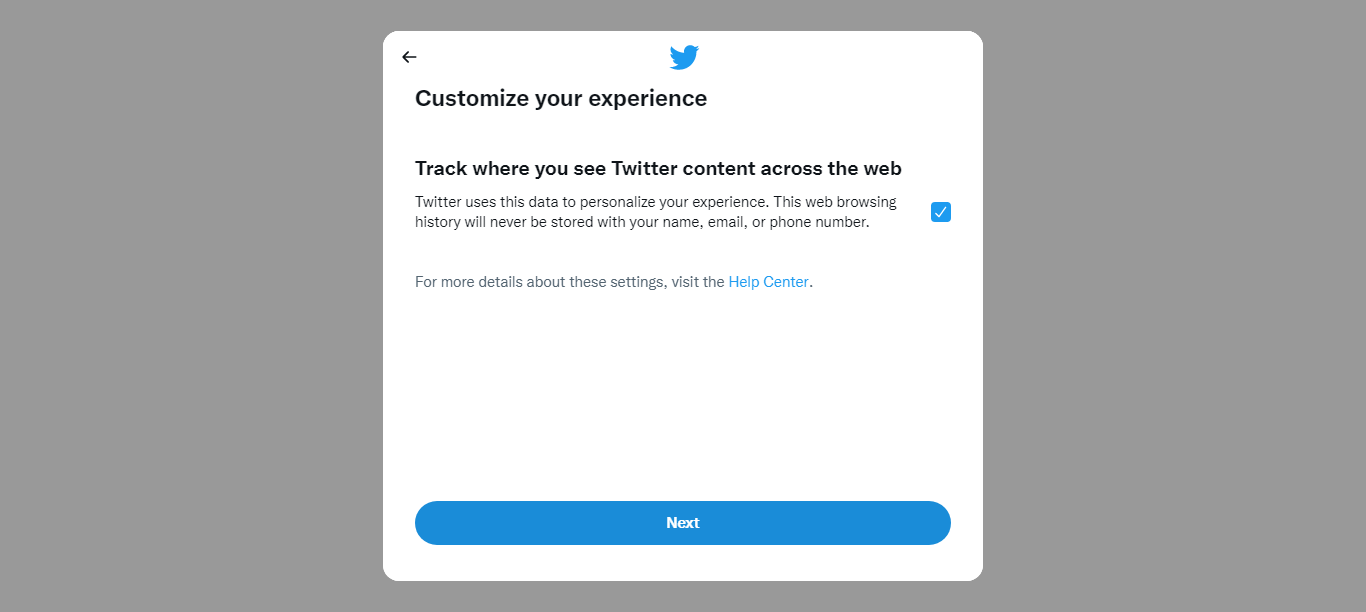 Customize your experience
Track where you see Twitter content across the web
Twitter uses this data to personalize your experience. This web browsing
history will never be stored with your name, email, or phone number.
For more details about these settings, visit the Help Center.
Next